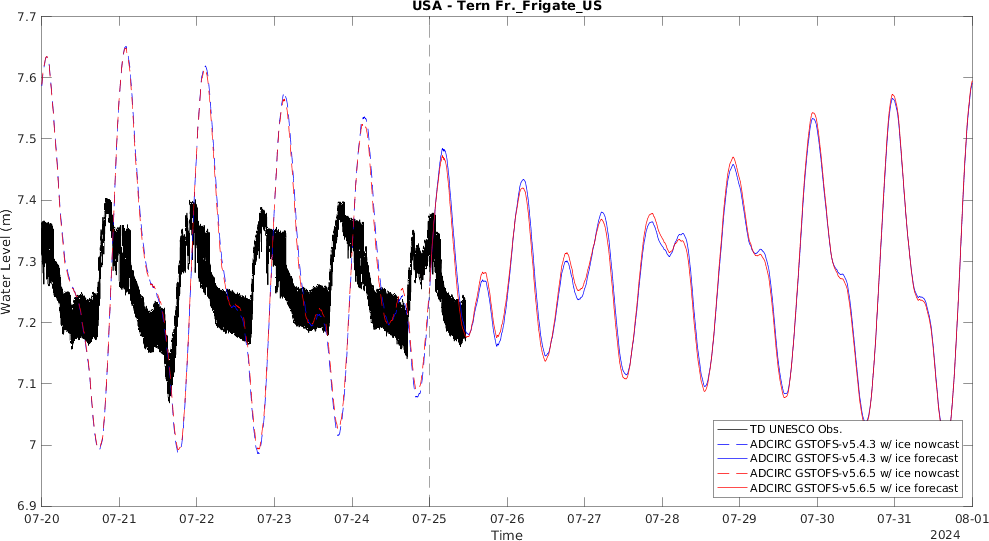 USA - Tern Fr._Frigate_US
Water Level (m)
7.7
7.6
7.5
7.4
7.3
7.2
7.1
7
6.9
TD UNESCO Obs.
ADCIRC GSTOFS-v5.4.3 w/ ice nowcast
ADCIRC GSTOFS-v5.4.3 w/ ice forecast
ADCIRC GSTOFS-v5.6.5 w/ ice nowcast
ADCIRC GSTOFS-v5.6.5 w/ ice forecast
07-20 07-21 07-22 07-23 07-24 07-25 07-26 07-27 07-28 07-29 07-30 07-31 08-01
Time
2024